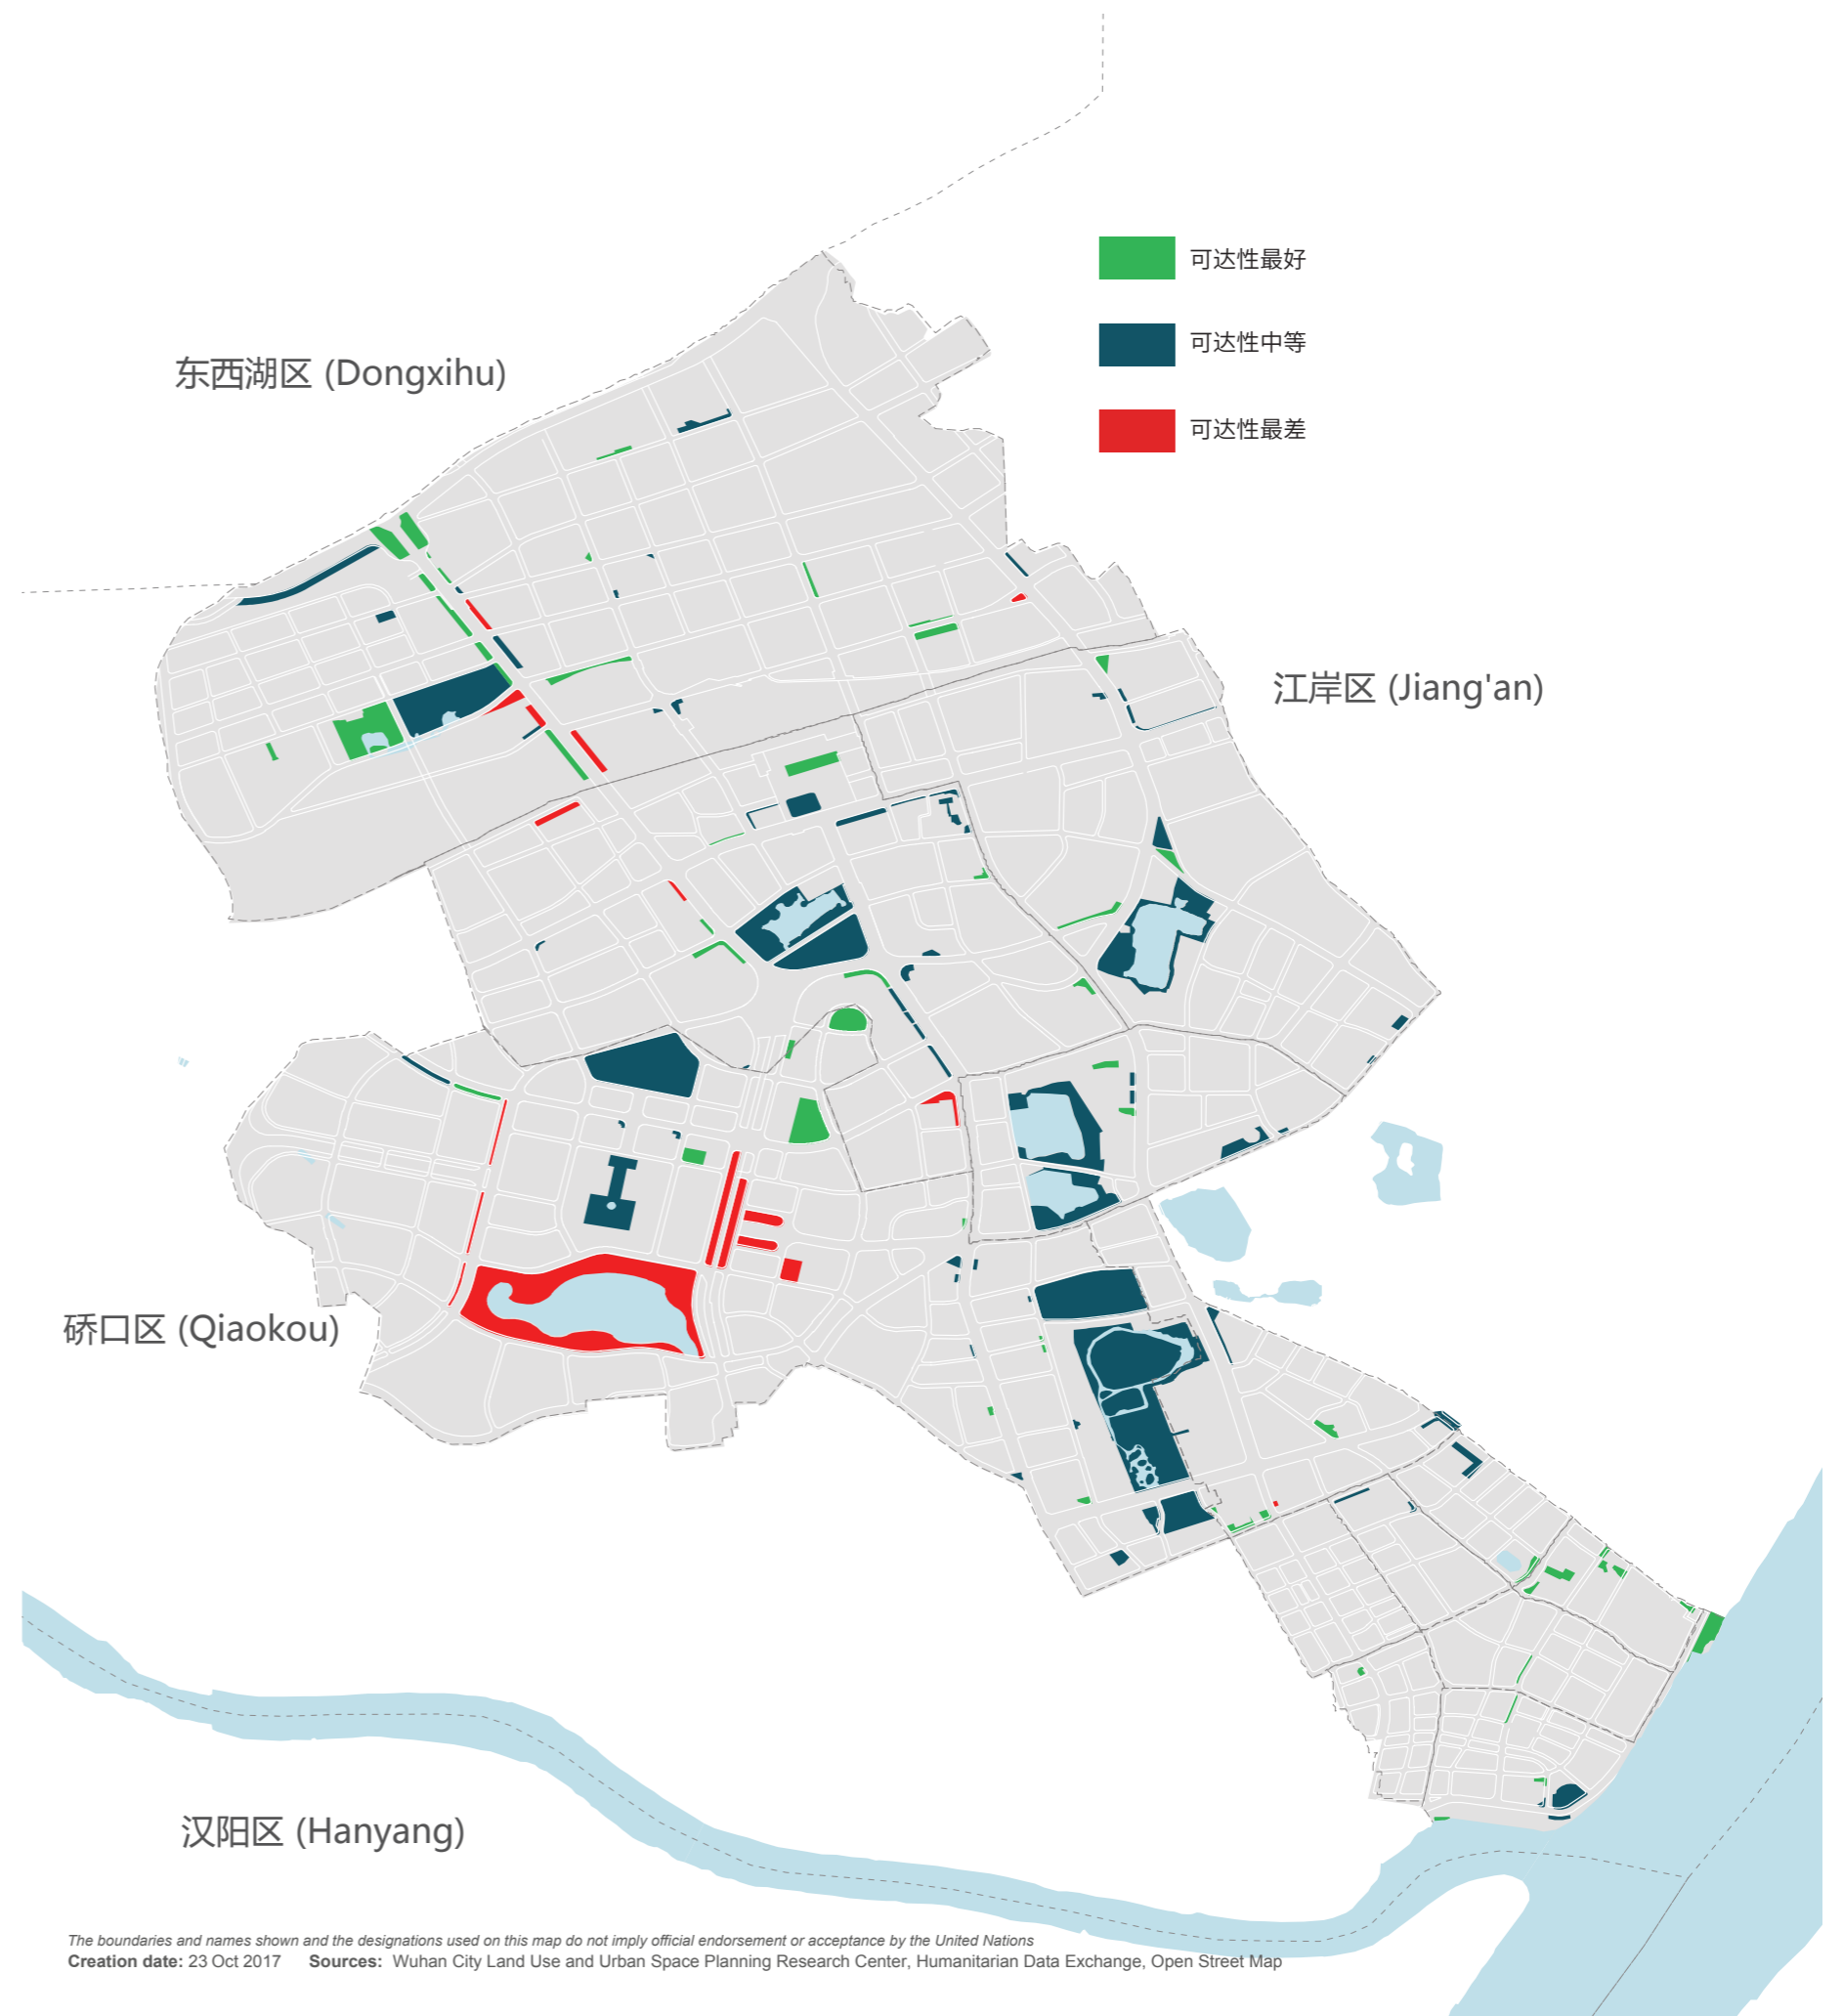 可达性最好
可达性中等
可达性最差
东西湖区 (Dongxihu)
江岸区 (Jiang'an)
硚口区 (Qiaokou)
汉阳区 (Hanyang)
The boundaries and names shown and the designations used on this map do not imply official endorsement or acceptance by the United Nations
Creation date: 23 Oct 2017 Sources: Wuhan City Land Use and Urban Space Planning Research Center, Humanitarian Data Exchange, Open Street Map